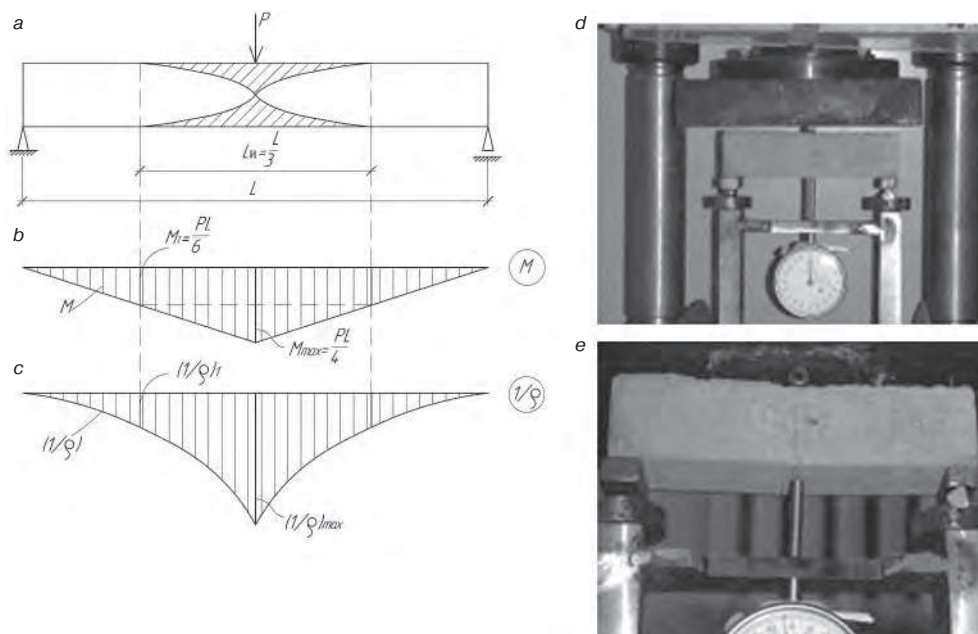 a
P
Lи=L/3
L
b
M₁=PL/6
M
M
Mmax=PL/4
c
(1/ρ)₁
1/ρ
(1/ρ)
(1/ρ)max
d
e